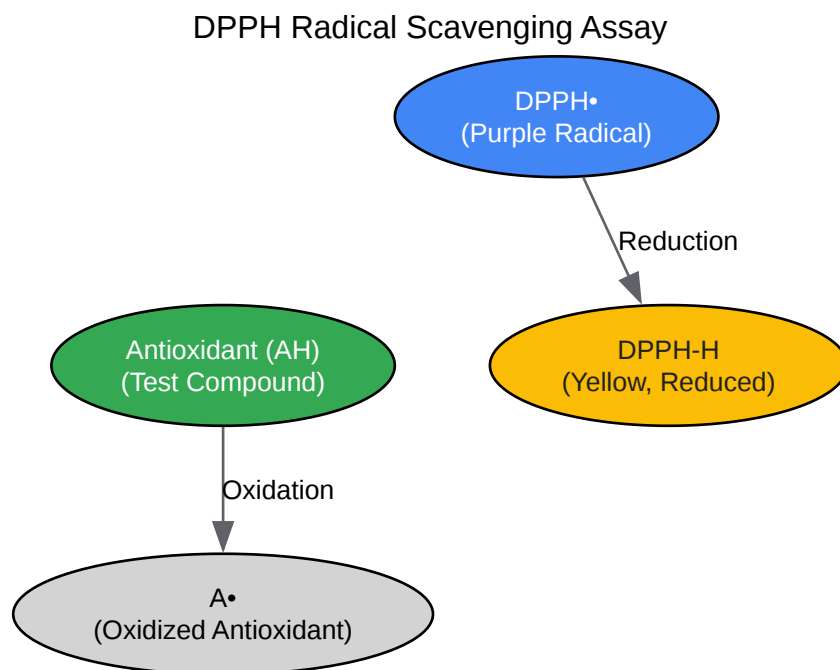 DPPH Radical Scavenging Assay
DPPH•
(Purple Radical)
Reduction
Antioxidant (AH)
(Test Compound)
DPPH-H
(Yellow, Reduced)
Oxidation
A•
(Oxidized Antioxidant)